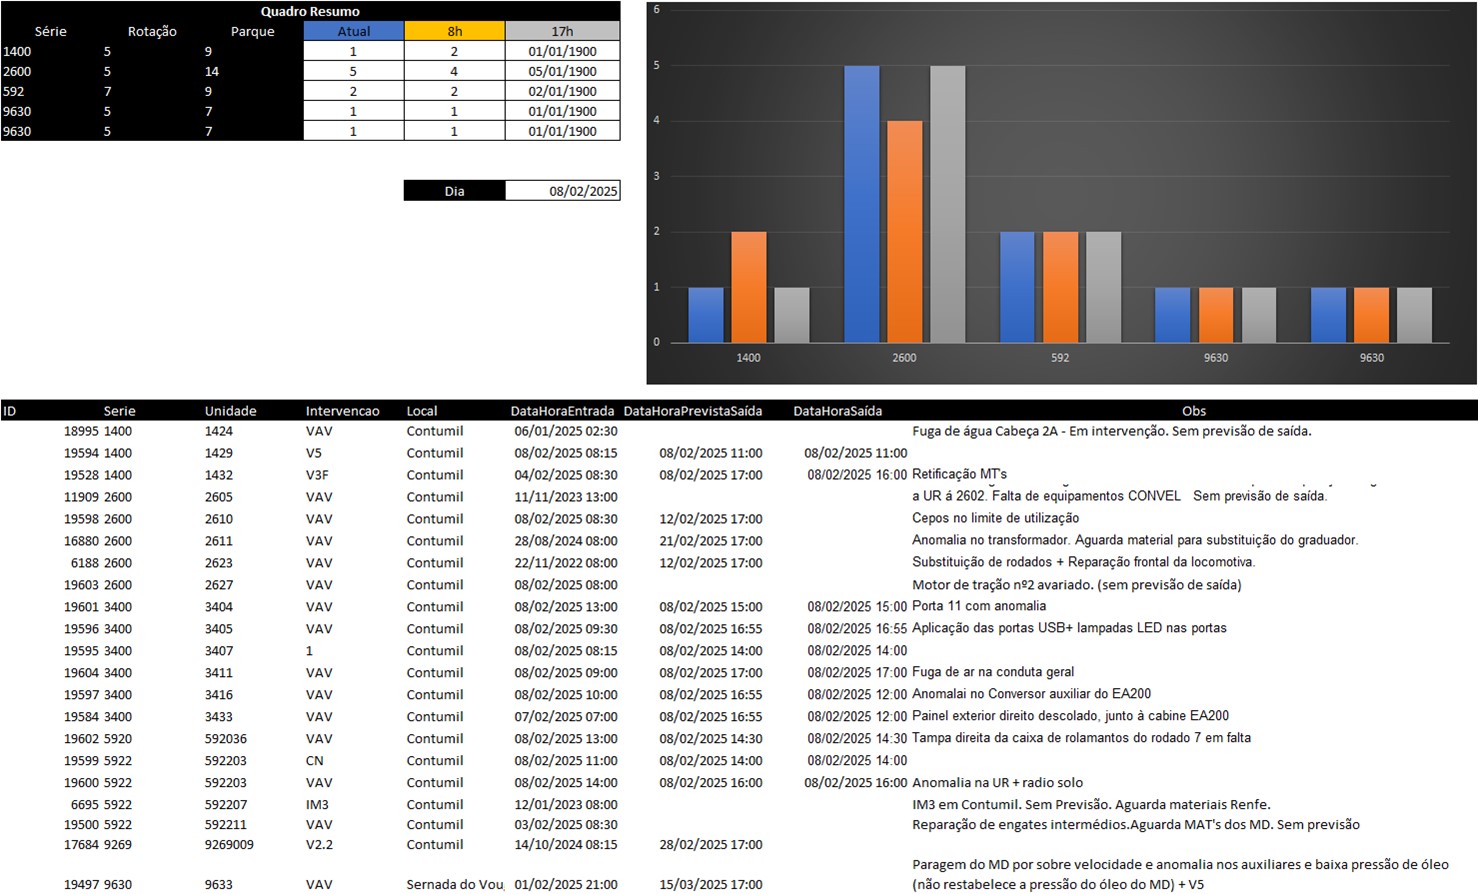 Quadro Resumo
Série Rotação Parque Atual 8h 17h
1400 5 9 1 2 01/01/1900
2600 5 14 5 4 05/01/1900
592 7 9 2 2 02/01/1900
9630 5 7 1 1 01/01/1900
9630 5 7 1 1 01/01/1900
Dia 08/02/2025
6
5
4
3
2
1
0
1400 2600 592 9630 9630
ID Serie Unidade Intervencao Local DataHoraEntrada DataHoraPrevistaSaída DataHoraSaída Obs
18995 1400 1424 VAV Contumil 06/01/2025 02:30 Fuga de água Cabeça 2A - Em intervenção. Sem previsão de saída.
19594 1400 1429 V5 Contumil 08/02/2025 08:15 08/02/2025 11:00 08/02/2025 11:00
19528 1400 1432 V3F Contumil 04/02/2025 08:30 08/02/2025 17:00 08/02/2025 16:00 Retificação MT's
11909 2600 2605 VAV Contumil 11/11/2023 13:00 a UR á 2602. Falta de equipamentos CONVEL Sem previsão de saída.
19598 2600 2610 VAV Contumil 08/02/2025 08:30 12/02/2025 17:00 Cepos no limite de utilização
16880 2600 2611 VAV Contumil 28/08/2024 08:00 21/02/2025 17:00 Anomalia no transformador. Aguarda material para substituição do graduador.
6188 2600 2623 VAV Contumil 22/11/2022 08:00 12/02/2025 17:00 Substituição de rodados + Reparação frontal da locomotiva.
19603 2600 2627 VAV Contumil 08/02/2025 08:00 Motor de tração nº2 avariado. (sem previsão de saída)
19601 3400 3404 VAV Contumil 08/02/2025 13:00 08/02/2025 15:00 08/02/2025 15:00 Porta 11 com anomalia
19596 3400 3405 VAV Contumil 08/02/2025 09:30 08/02/2025 16:55 08/02/2025 16:55 Aplicação das portas USB+ lampadas LED nas portas
19595 3400 3407 1 Contumil 08/02/2025 08:15 08/02/2025 14:00 08/02/2025 14:00
19604 3400 3411 VAV Contumil 08/02/2025 09:00 08/02/2025 17:00 08/02/2025 17:00 Fuga de ar na conduta geral
19597 3400 3416 VAV Contumil 08/02/2025 10:00 08/02/2025 16:55 08/02/2025 12:00 Anomalai no Conversor auxiliar do EA200
19584 3400 3433 VAV Contumil 07/02/2025 07:00 08/02/2025 16:55 08/02/2025 12:00 Painel exterior direito descolado, junto à cabine EA200
19602 5920 592036 VAV Contumil 08/02/2025 13:00 08/02/2025 14:30 08/02/2025 14:30 Tampa direita da caixa de rolamantos do rodado 7 em falta
19599 5922 592203 CN Contumil 08/02/2025 11:00 08/02/2025 14:00 08/02/2025 14:00
19600 5922 592203 VAV Contumil 08/02/2025 14:00 08/02/2025 16:00 08/02/2025 16:00 Anomalia na UR + radio solo
6695 5922 592207 IM3 Contumil 12/01/2023 08:00 IM3 em Contumil. Sem Previsão. Aguarda materiais Renfe.
19500 5922 592211 VAV Contumil 03/02/2025 08:30 Reparação de engates intermédios.Aguarda MAT's dos MD. Sem previsão
17684 9269 9269009 V2.2 Contumil 14/10/2024 08:15 28/02/2025 17:00
Paragem do MD por sobre velocidade e anomalia nos auxiliares e baixa pressão de óleo
19497 9630 9633 VAV Sernada do Vou 01/02/2025 21:00 15/03/2025 17:00 (não restabelece a pressão do óleo do MD) + V5